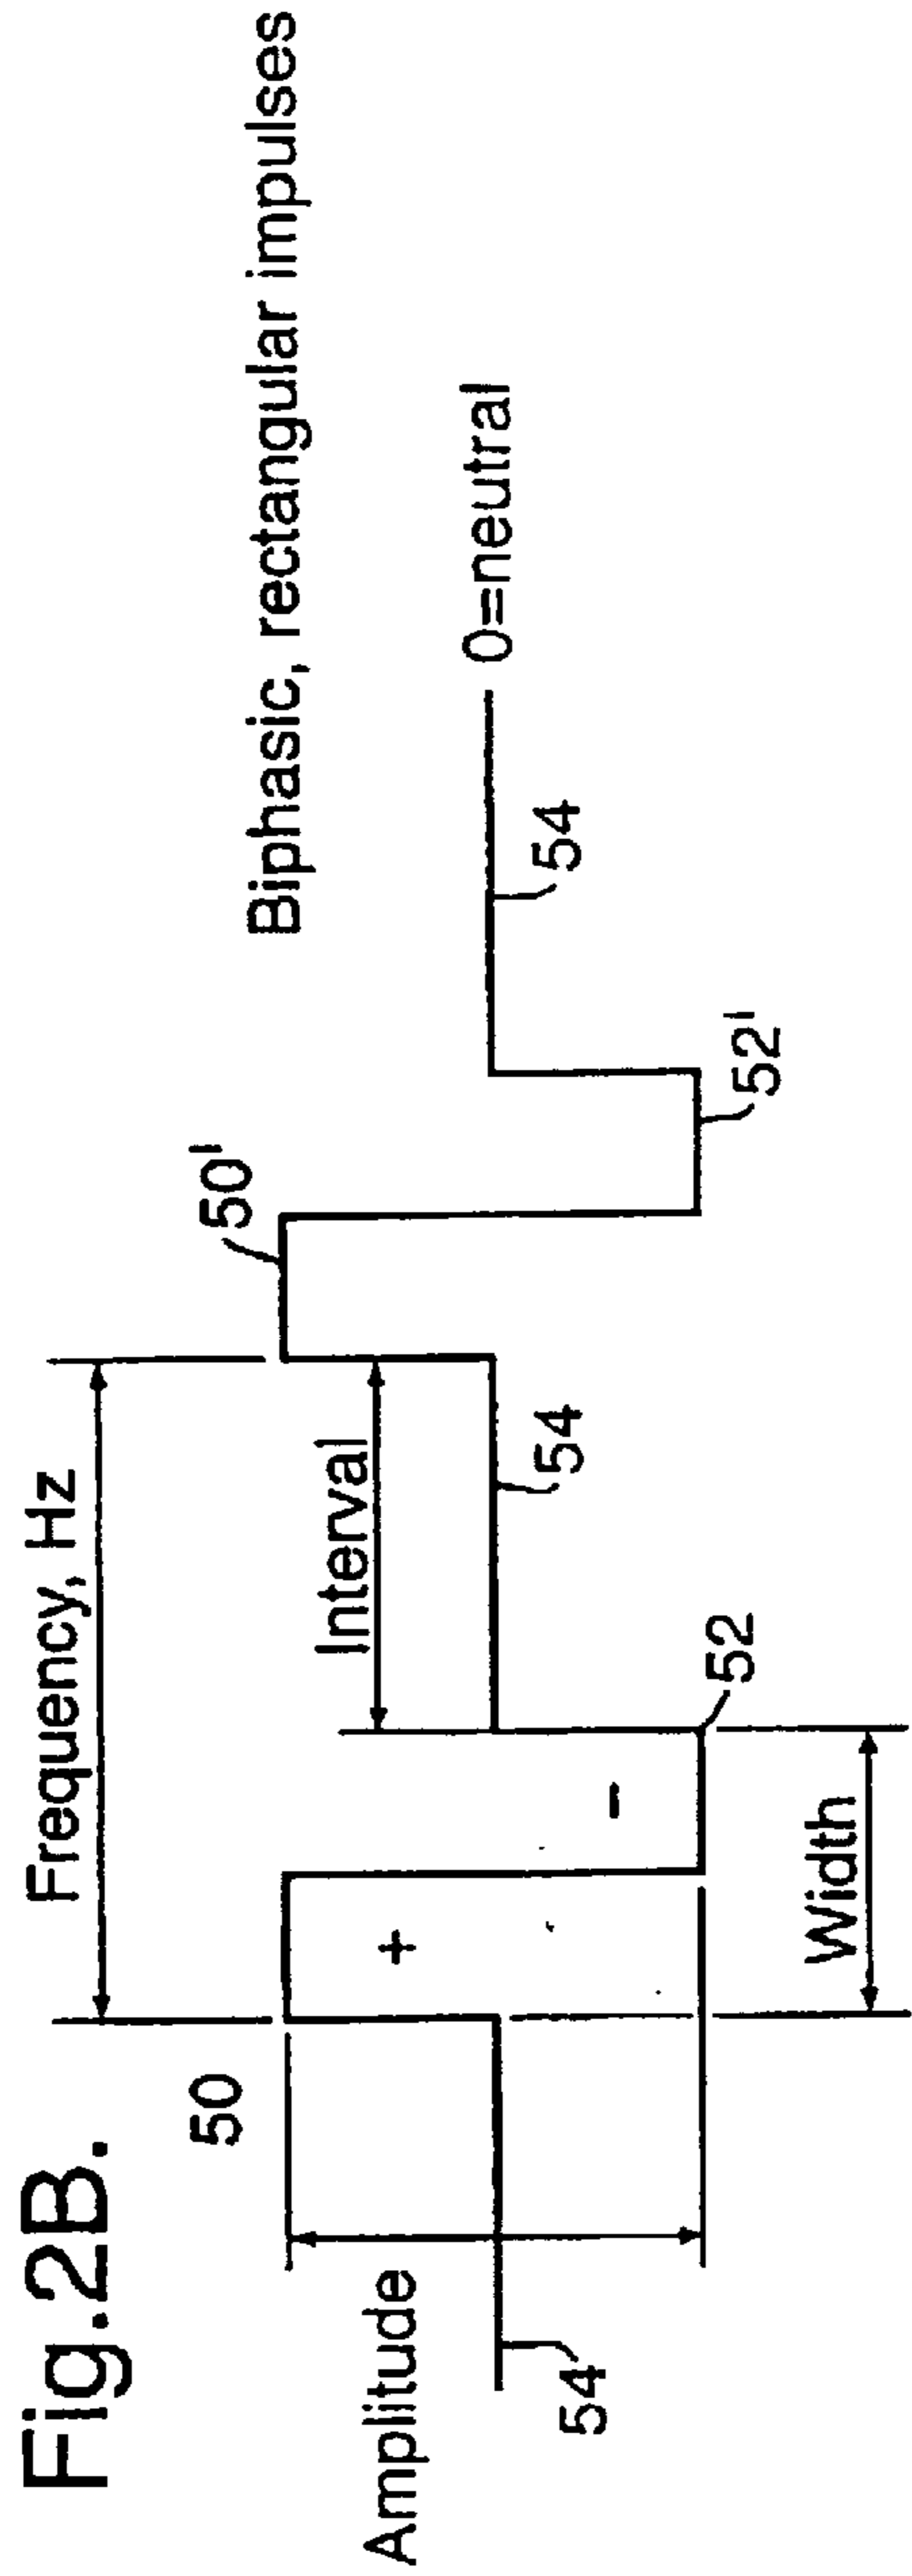 Fig.2B.
Biphasic, rectangular impulses
Frequency, Hz
50
50'
Amplitude
Interval
+
-
0=neutral
54
54
54
52
52'
Width